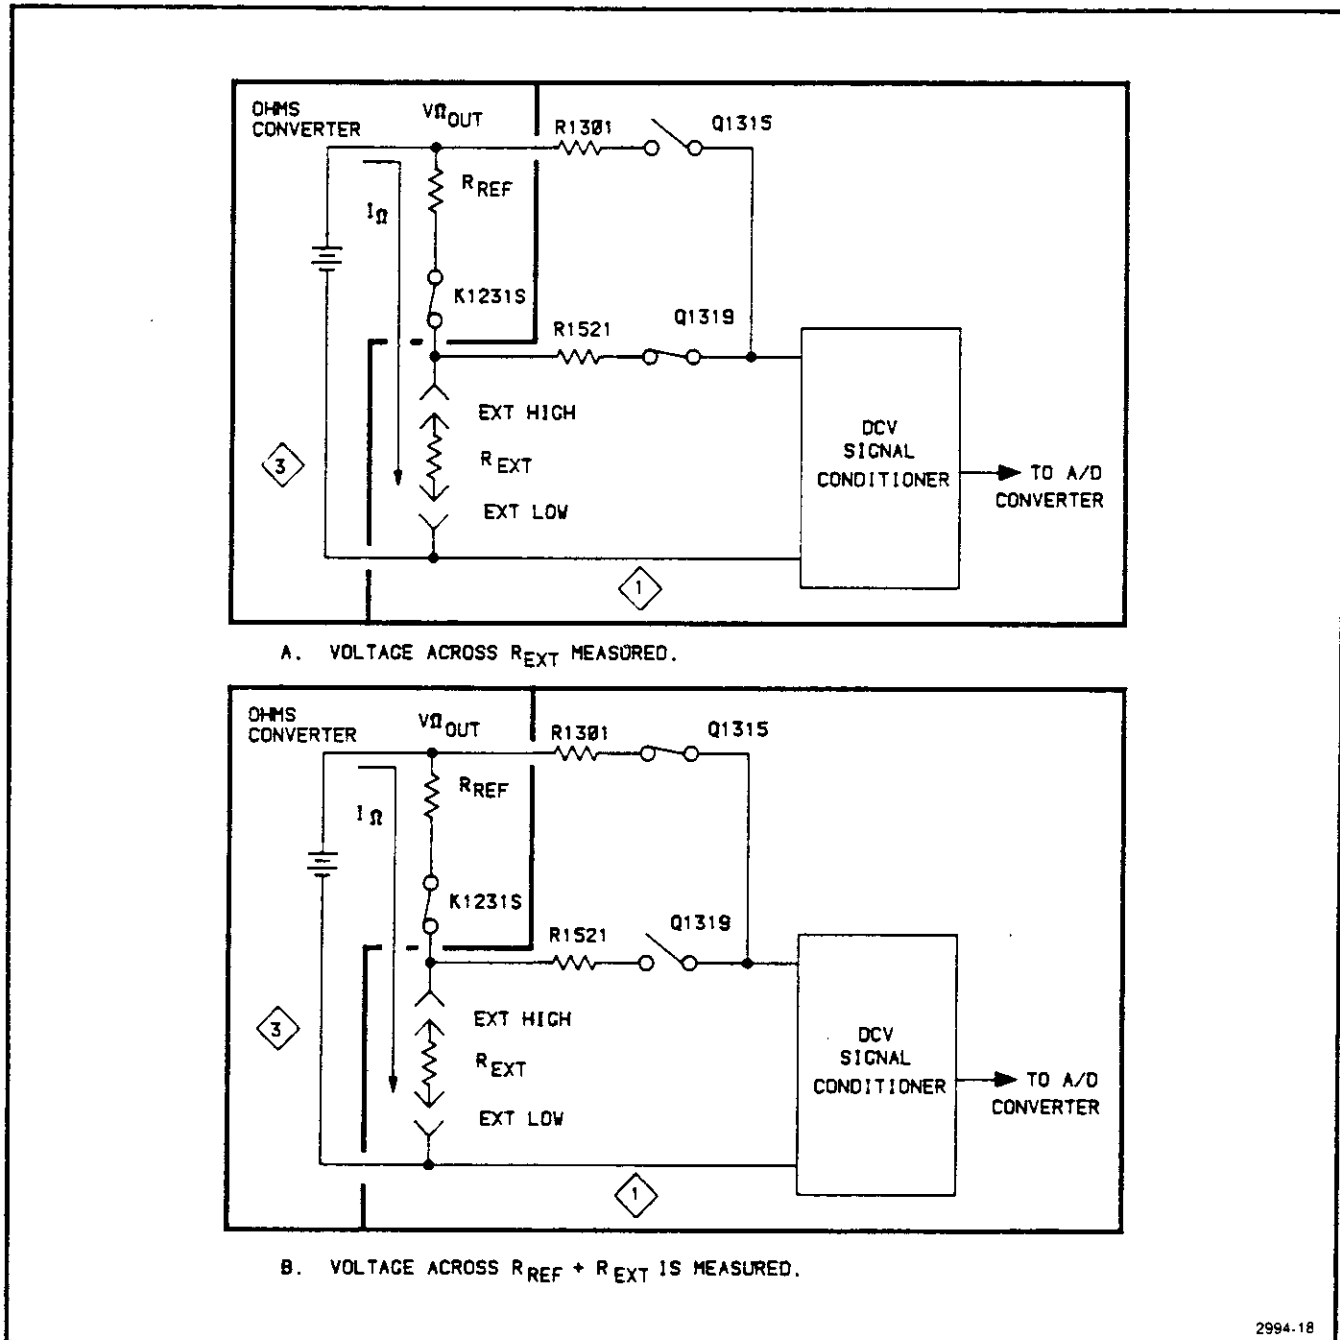 OHMS
CONVERTER
VΩOUT
R1301
Q1315
RREF
IΩ
K1231S
R1521
Q1319
EXT HIGH
3
REXT
EXT LOW
DCV
SIGNAL
CONDITIONER
TO A/D
CONVERTER
1
A. VOLTAGE ACROSS REXT MEASURED.
OHMS
CONVERTER
VΩOUT
R1301
Q1315
RREF
IΩ
K1231S
R1521
Q1319
EXT HIGH
3
REXT
EXT LOW
DCV
SIGNAL
CONDITIONER
TO A/D
CONVERTER
1
B. VOLTAGE ACROSS RREF + REXT IS MEASURED.
2994-18